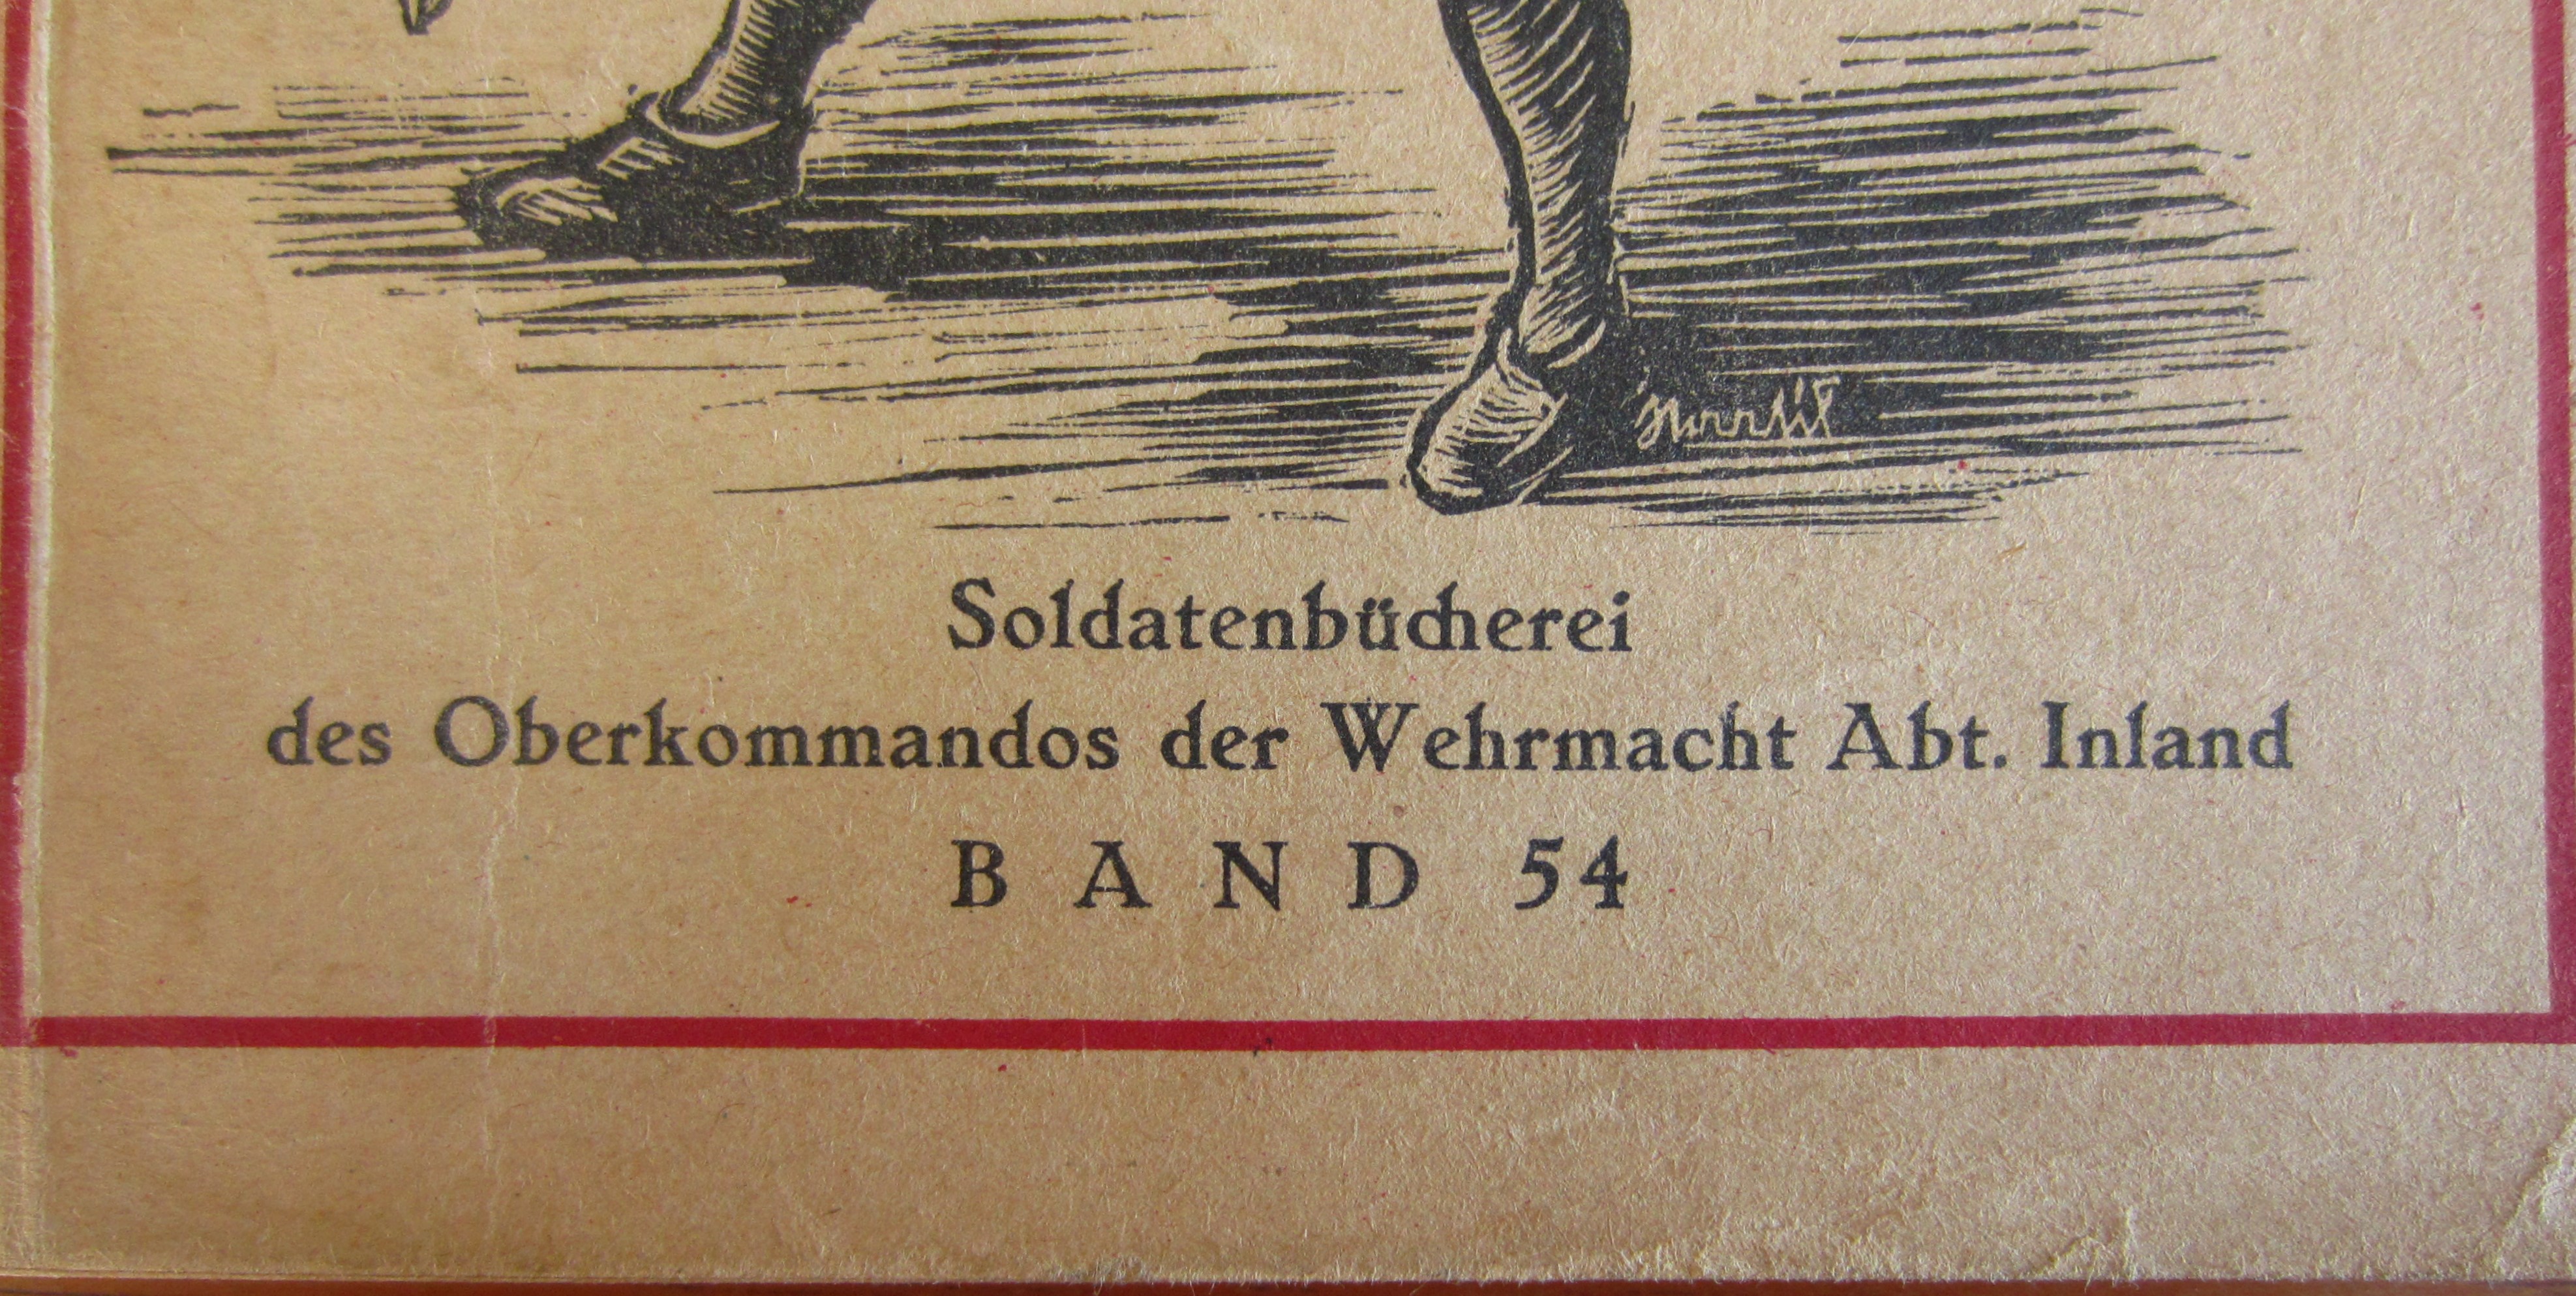 Soldatenbücherei
des Oberkommandos der Wehrmacht Abt. Inland
BAND 54